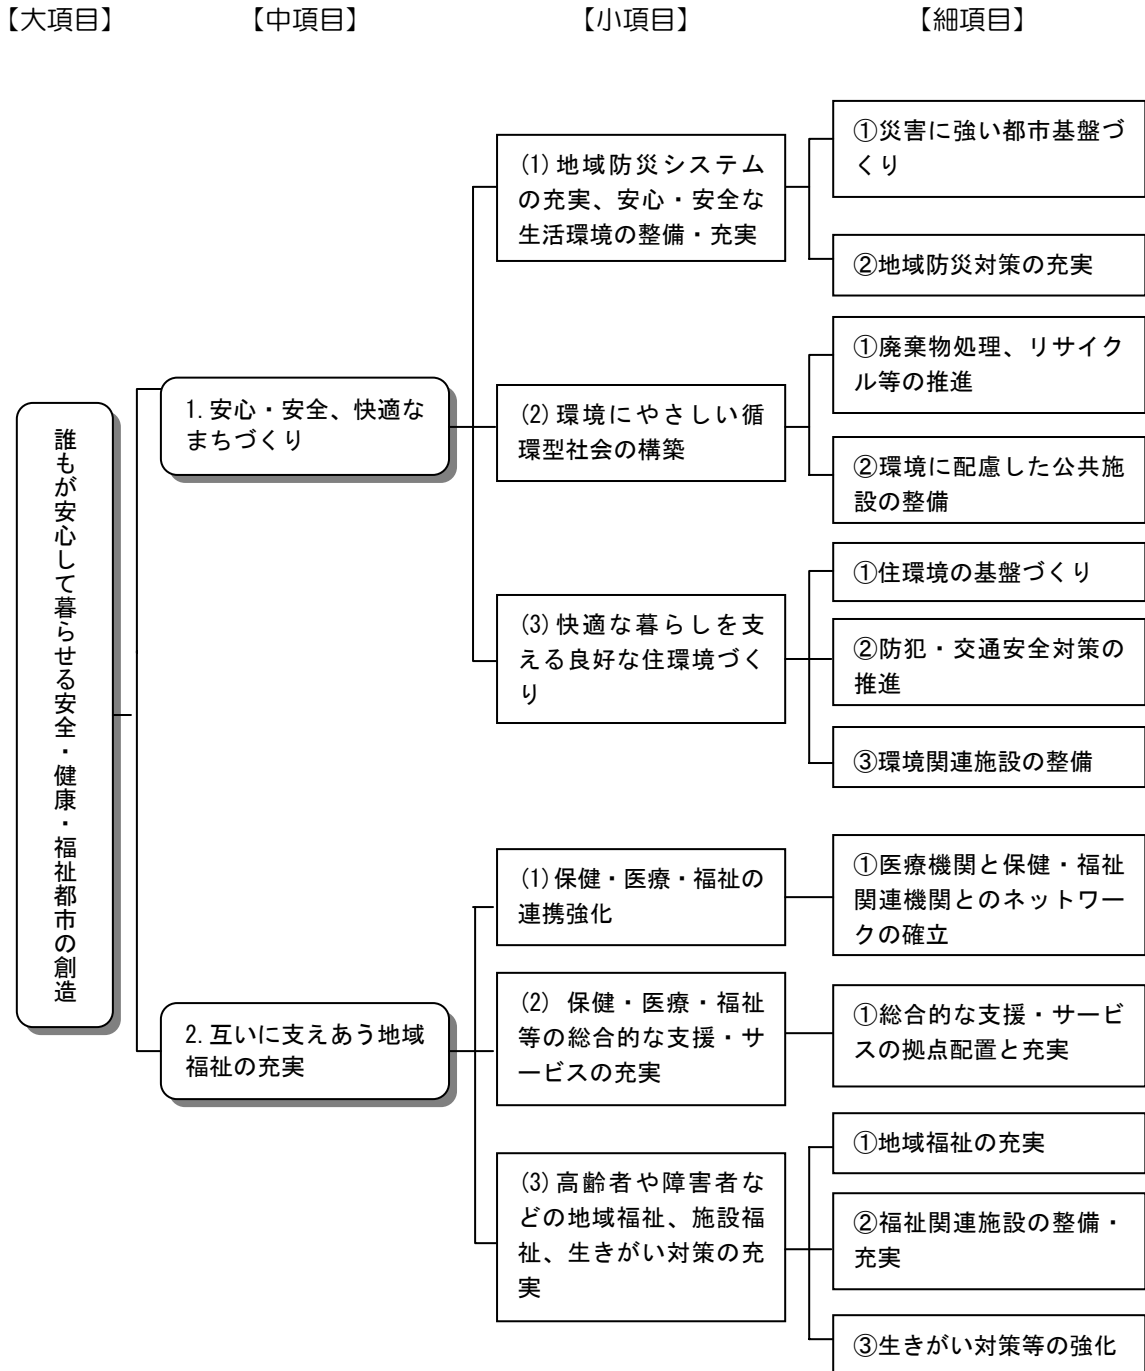 【大項目】 【中項目】 【小項目】 【細項目】
誰もが安心して暮らせる安全・健康・福祉都市の創造
1.安心・安全、快適な
まちづくり
(1)地域防災システム
の充実、安心・安全な
生活環境の整備・充実
①災害に強い都市基盤づ
くり
②地域防災対策の充実
(2)環境にやさしい循
環型社会の構築
①廃棄物処理、リサイク
ル等の推進
②環境に配慮した公共施
設の整備
(3)快適な暮らしを支
える良好な住環境づく
り
①住環境の基盤づくり
②防犯・交通安全対策の
推進
③環境関連施設の整備
2.互いに支えあう地域
福祉の充実
(1)保健・医療・福祉の
連携強化
①医療機関と保健・福祉
関連機関とのネットワー
クの確立
(2) 保健・医療・福祉
等の総合的な支援・サ
ービスの充実
①総合的な支援・サービ
スの拠点配置と充実
(3)高齢者や障害者な
どの地域福祉、施設福
祉、生きがい対策の充
実
①地域福祉の充実
②福祉関連施設の整備・
充実
③生きがい対策等の強化